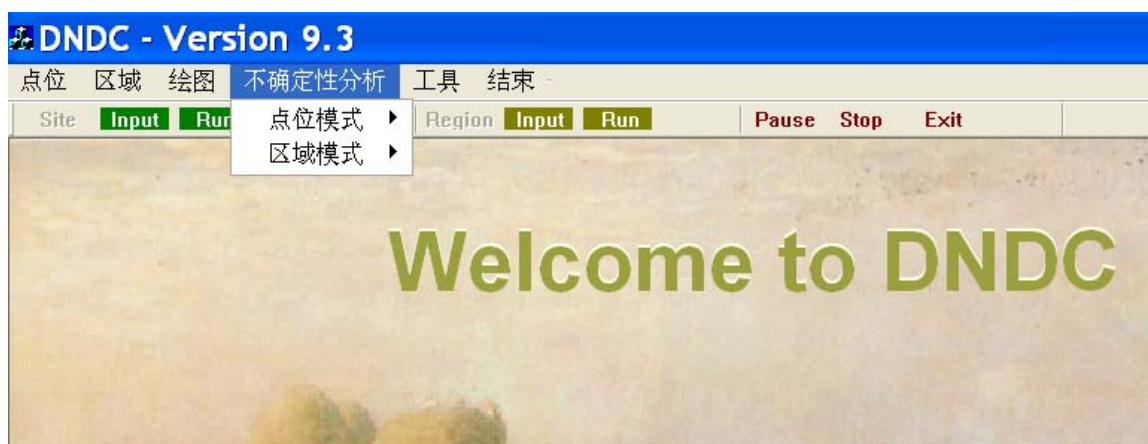 DNDC - Version 9.3
点位 区域 绘图 不确定性分析 工具 结束
Site Input Run Region Input Run Pause Stop Exit
点位模式
区域模式
Welcome to DNDC